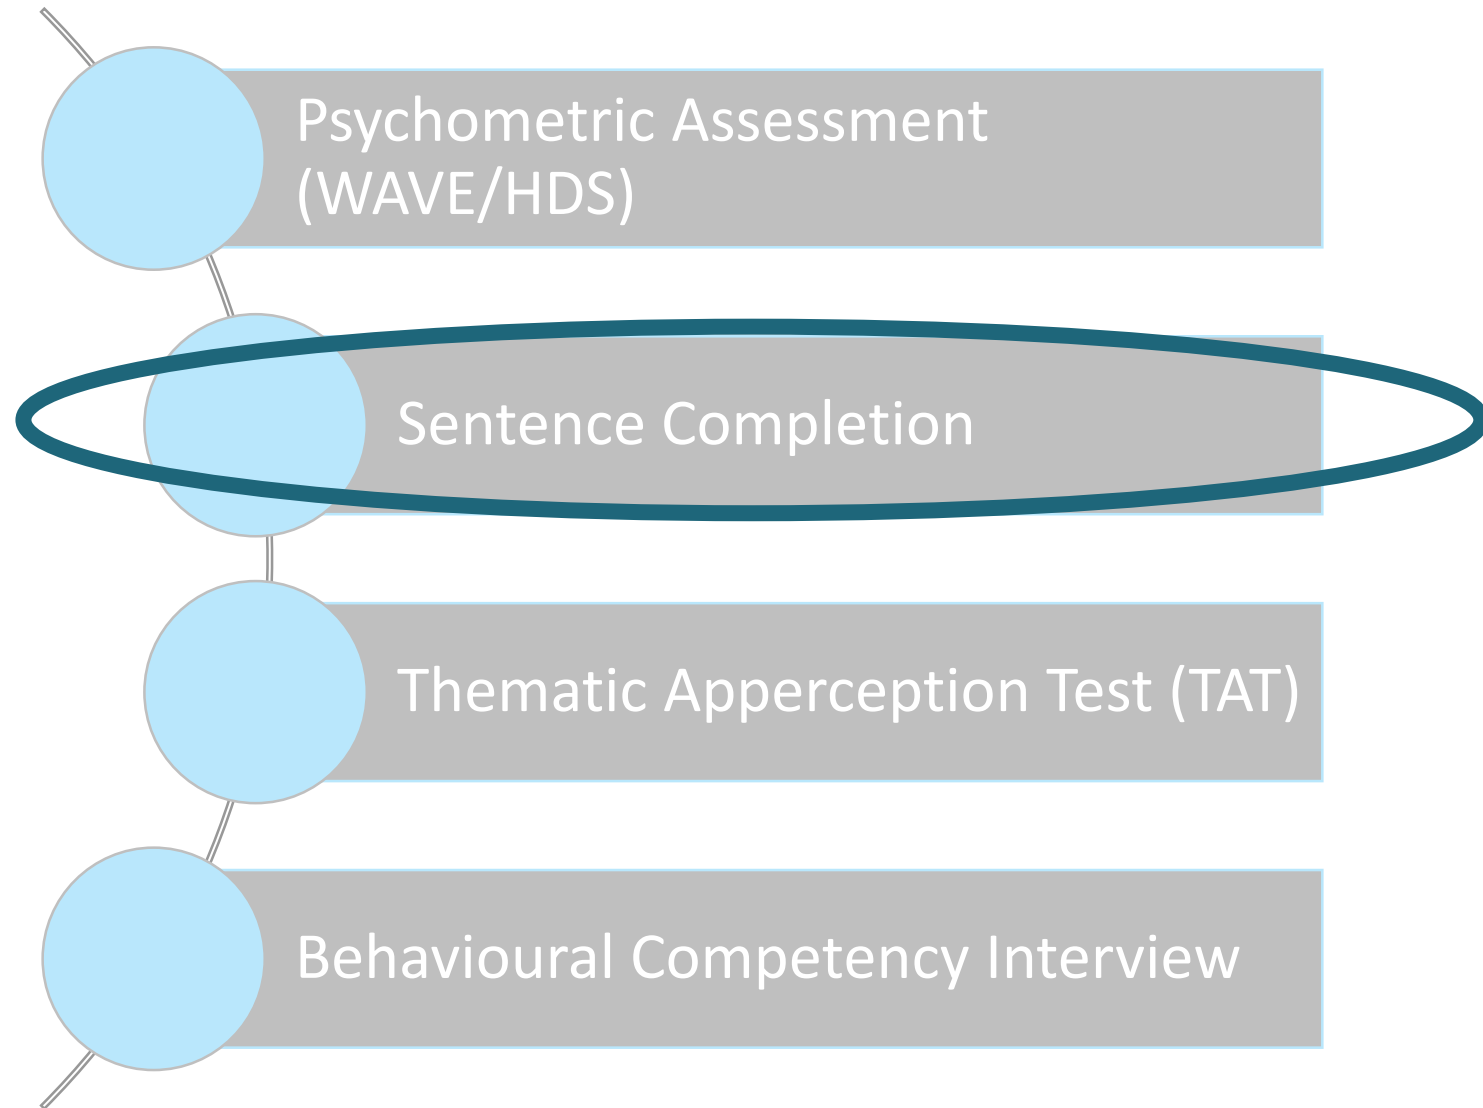 Psychometric Assessment
(WAVE/HDS)
Sentence Completion
Thematic Apperception Test (TAT)
Behavioural Competency Interview